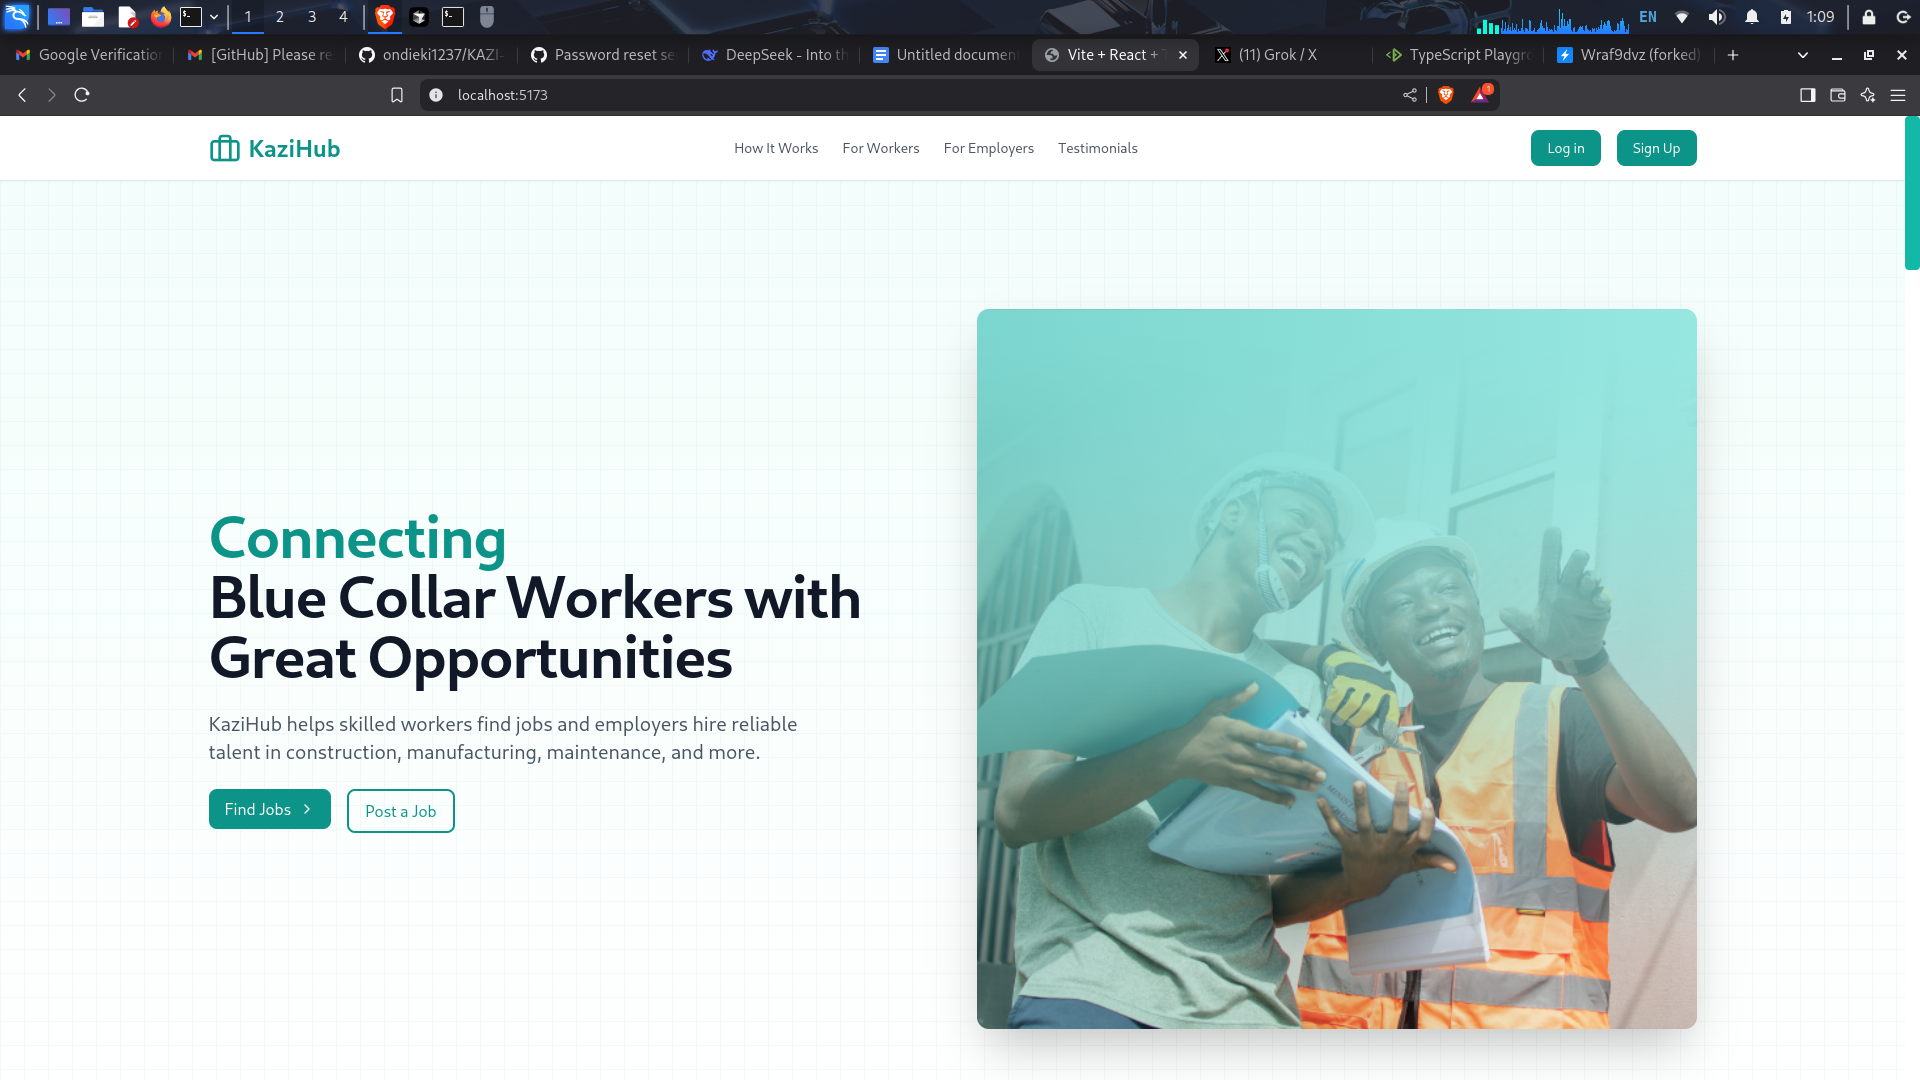 1 2 3 4 EN 1:09
Google Verification [GitHub] Please re ondieki1237/KAZI- Password reset se DeepSeek - Into th Untitled documen Vite + React + T (11) Grok / X TypeScript Playgro Wraf9dvz (forked)
localhost:5173 1
KaziHub How It Works For Workers For Employers Testimonials Log in Sign Up
Connecting
Blue Collar Workers with
Great Opportunities
KaziHub helps skilled workers find jobs and employers hire reliable
talent in construction, manufacturing, maintenance, and more.
Find Jobs Post a Job